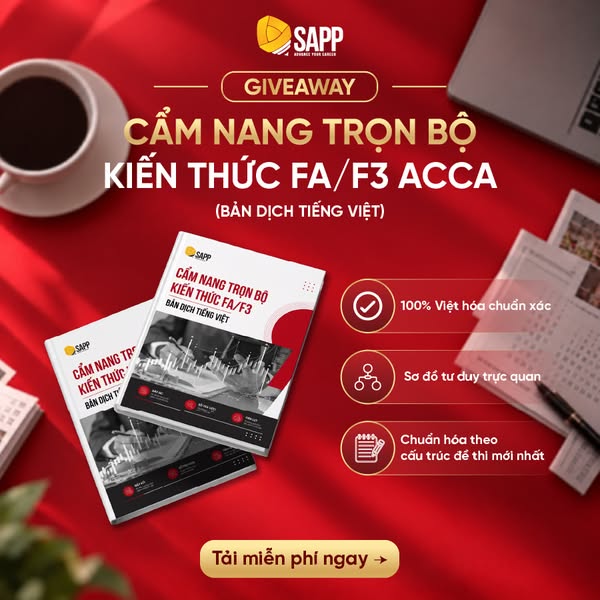 SAPP
ADVANCE YOUR CAREER
GIVEAWAY
CẨM NANG TRỌN BỘ
KIẾN THỨC FA/F3 ACCA
(BẢN DỊCH TIẾNG VIỆT)
SAPP
CẨM NANG TRỌN BỘ
KIẾN THỨC FA/F3
BẢN DỊCH TIẾNG VIỆT
SAPP
CẨM NANG TRỌN
KIẾN THỨC
BẢN DỊCH TIẾNG
100% Việt hóa chuẩn xác
Sơ đồ tư duy trực quan
Chuẩn hóa theo
cấu trúc đề thi mới nhất
Tải miễn phí ngay →